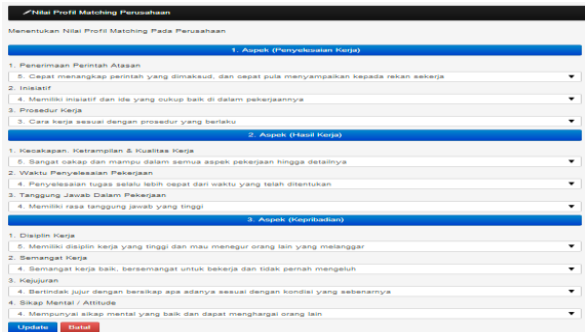 Nilai Profil Matching Perusahaan
Menentukan Nilai Profil Matching Pada Perusahaan
1. Aspek (Penyelesaian Kerja)
1. Penerimaan Perintah Atasan
5. Cepat menangkap perintah yang dimaksud, dan cepat pula menyampaikan kepada rekan sekerja
2. Inisiatif
4. Memiliki inisiatif dan ide yang cukup baik di dalam pekerjaannya
3. Prosedur Kerja
3. Cara kerja sesuai dengan prosedur yang berlaku
2. Aspek (Hasil Kerja)
1. Kecakapan, Ketrampilan & Kualitas Kerja
5. Sangat cakap dan mampu dalam semua aspek pekerjaan hingga detailnya
2. Waktu Penyelesaian Pekerjaan
4. Penyelesaian tugas selalu lebih cepat dari waktu yang telah ditentukan
3. Tanggung Jawab Dalam Pekerjaan
4. Memiliki rasa tanggung jawab yang tinggi
3. Aspek (Kepribadian)
1. Disiplin Kerja
5. Memiliki disiplin kerja yang tinggi dan mau menegur orang lain yang melanggar
2. Semangat Kerja
4. Semangat kerja baik, bersemangat untuk bekerja dan tidak pernah mengeluh
3. Kejujuran
4. Bertindak jujur dengan bersikap apa adanya sesuai dengan kondisi yang sebenarnya
4. Sikap Mental / Attitude
4. Mempunyai sikap mental yang baik dan dapat menghargai orang lain
Update Batal